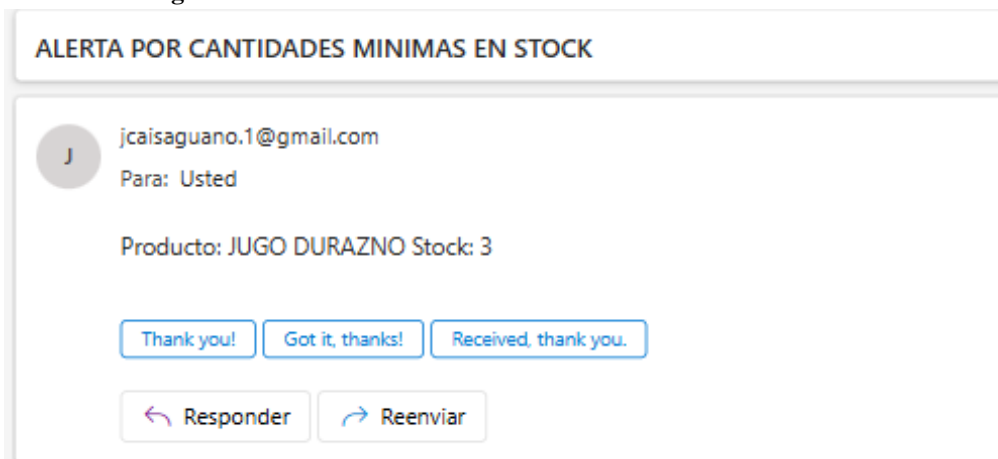 ALERTA POR CANTIDADES MINIMAS EN STOCK
J
jcaisaguano.1@gmail.com
Para: Usted
Producto: JUGO DURAZNO Stock: 3
Thank you! Got it, thanks! Received, thank you.
Responder Reenviar